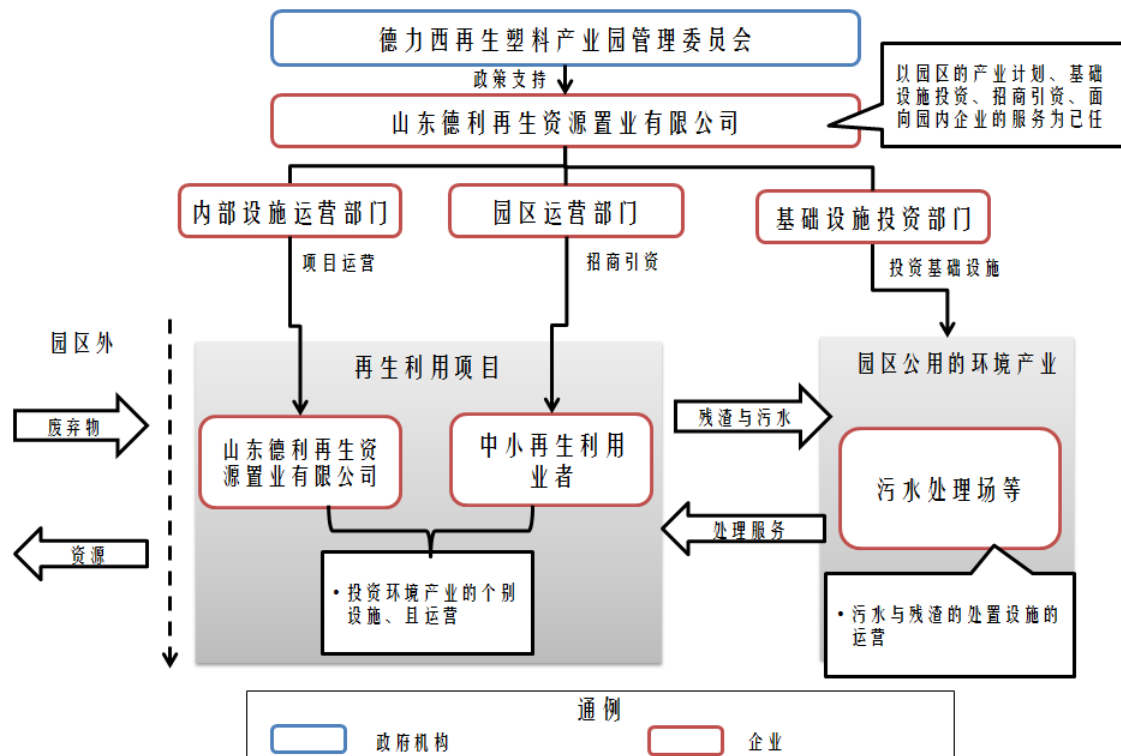 德力西再生塑料产业园管理委员会
政策支持
以园区的产业计划、基础
设施投资、招商引资、面
向园内企业的服务为已任
山东德利再生资源置业有限公司
内部设施运营部门
园区运营部门
基础设施投资部门
项目运营
招商引资
投资基础设施
园区外
再生利用项目
园区公用的环境产业
废弃物
山东德利再生资
源置业有限公司
中小再生利用
业者
残渣与污水
污水处理场等
处理服务
资源
• 投资环境产业的个别
设施、且运营
• 污水与残渣的处置设施的
运营
通例
政府机构
企业